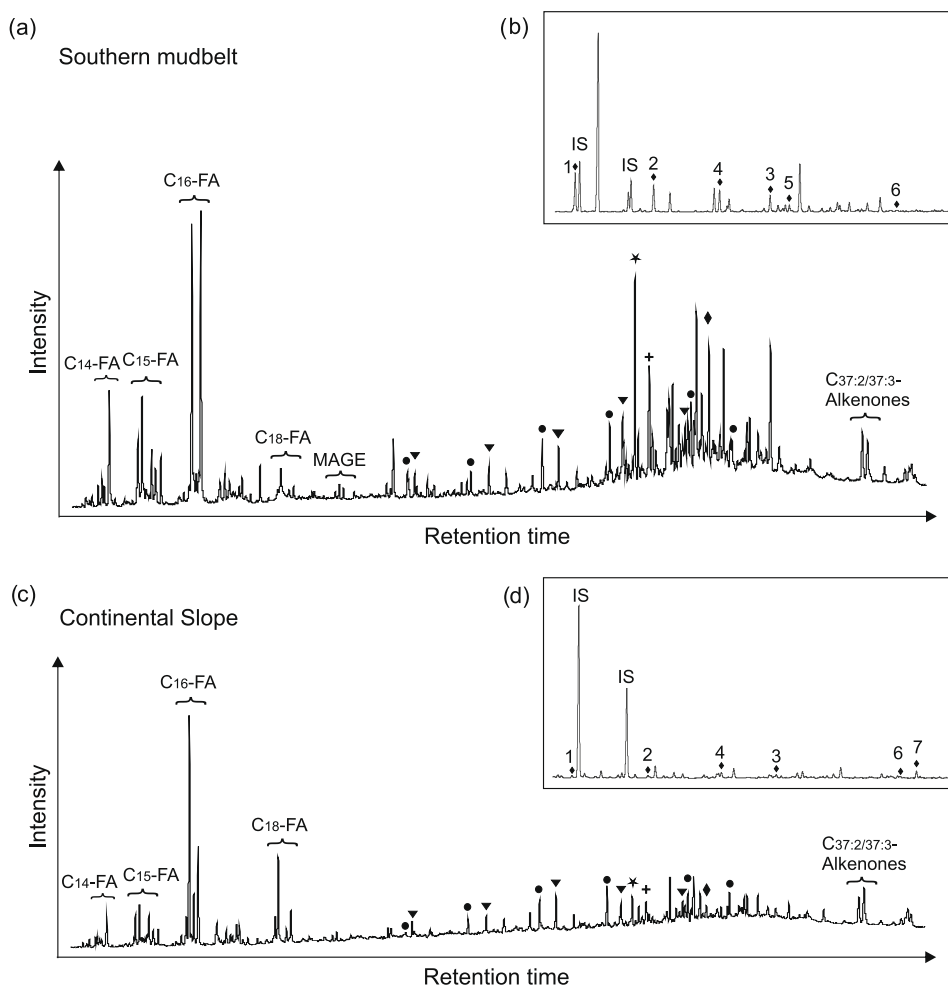 (a)
Southern mudbelt
(b)
IS
1
IS
2
4
3
5
6
C16-FA
C14-FA
C15-FA
C18-FA
MAGE
C37:2/37:3-
Alkenones
Intensity
Retention time
(c)
Continental Slope
(d)
IS
IS
1
2
4
3
6
7
C16-FA
C14-FA
C15-FA
C18-FA
C37:2/37:3-
Alkenones
Intensity
Retention time